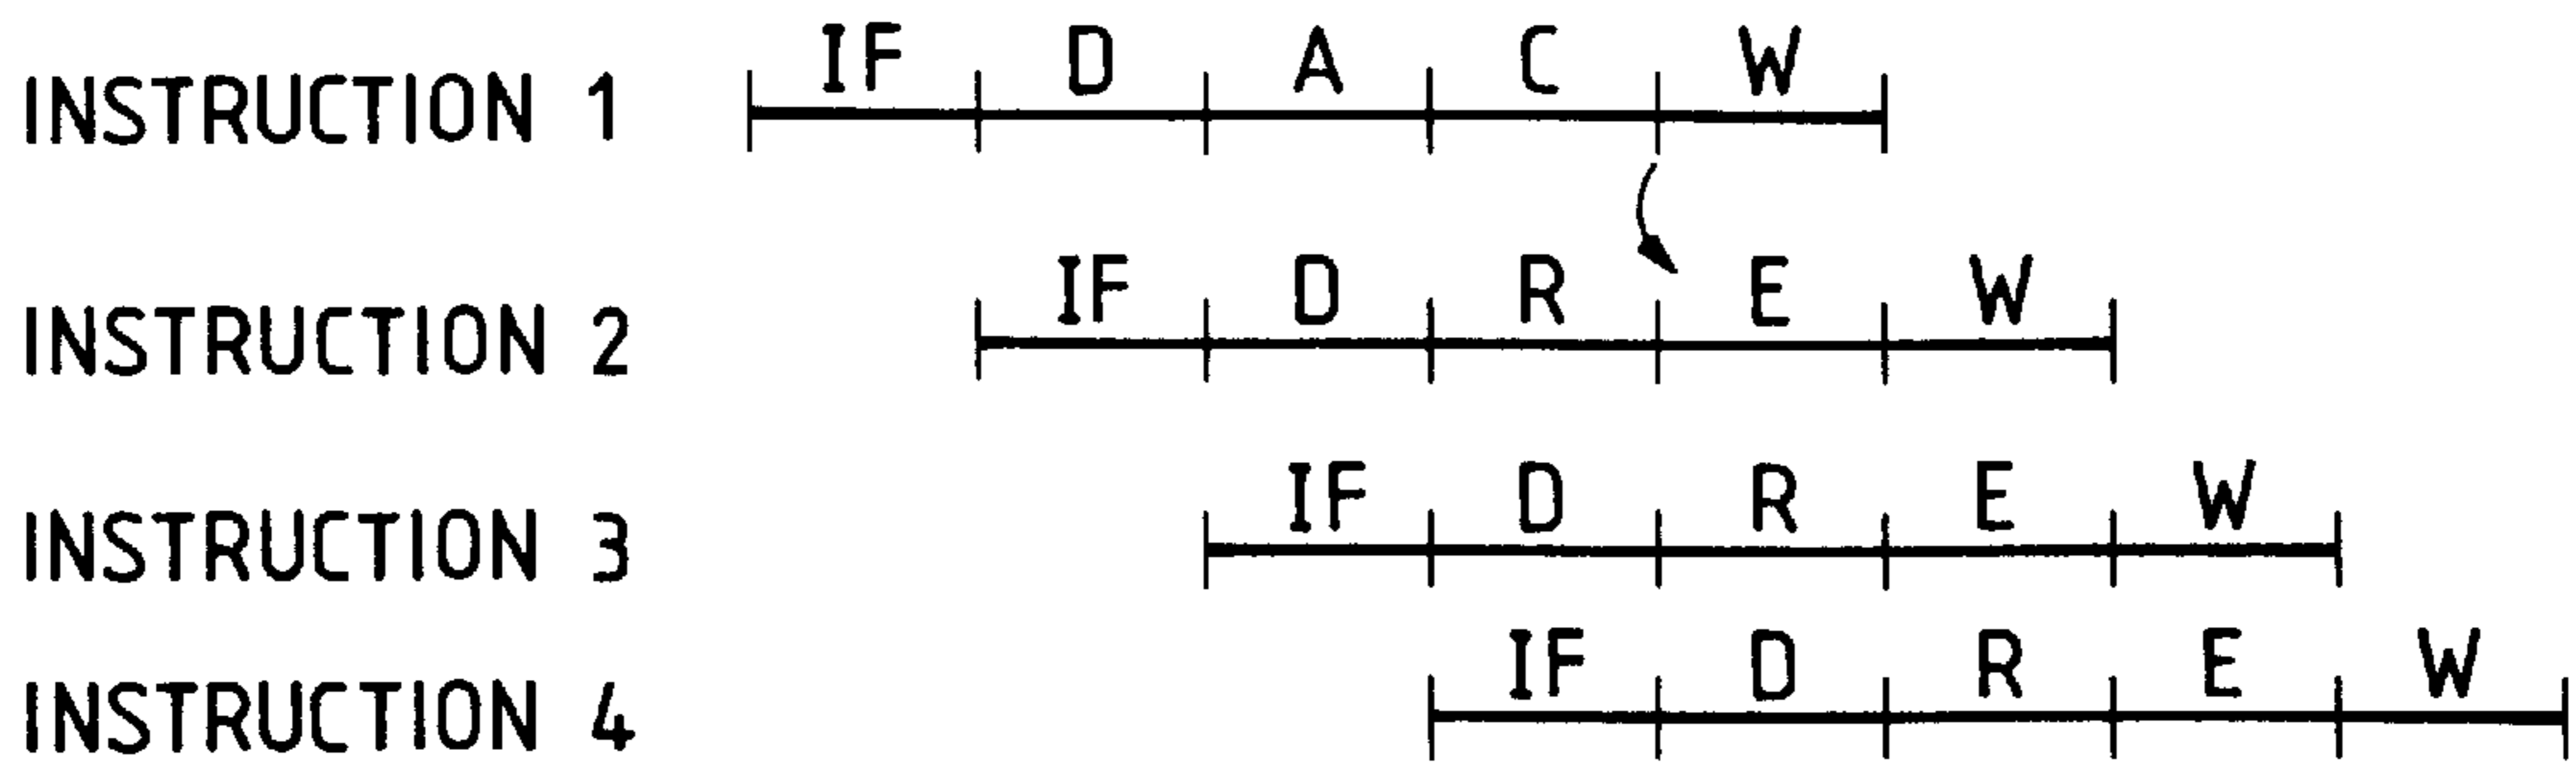 IF D A C W
INSTRUCTION 1
IF D R E W
INSTRUCTION 2
IF D R E W
INSTRUCTION 3
IF D R E W
INSTRUCTION 4